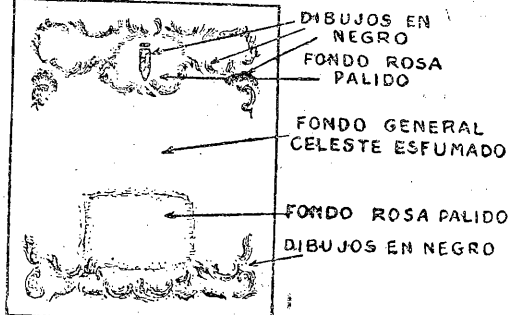 DIBUJOS EN
NEGRO
FONDO ROSA
PALIDO
FONDO GENERAL
CELESTE ESFUMADO
FONDO ROSA PALIDO
DIBUJOS EN NEGRO